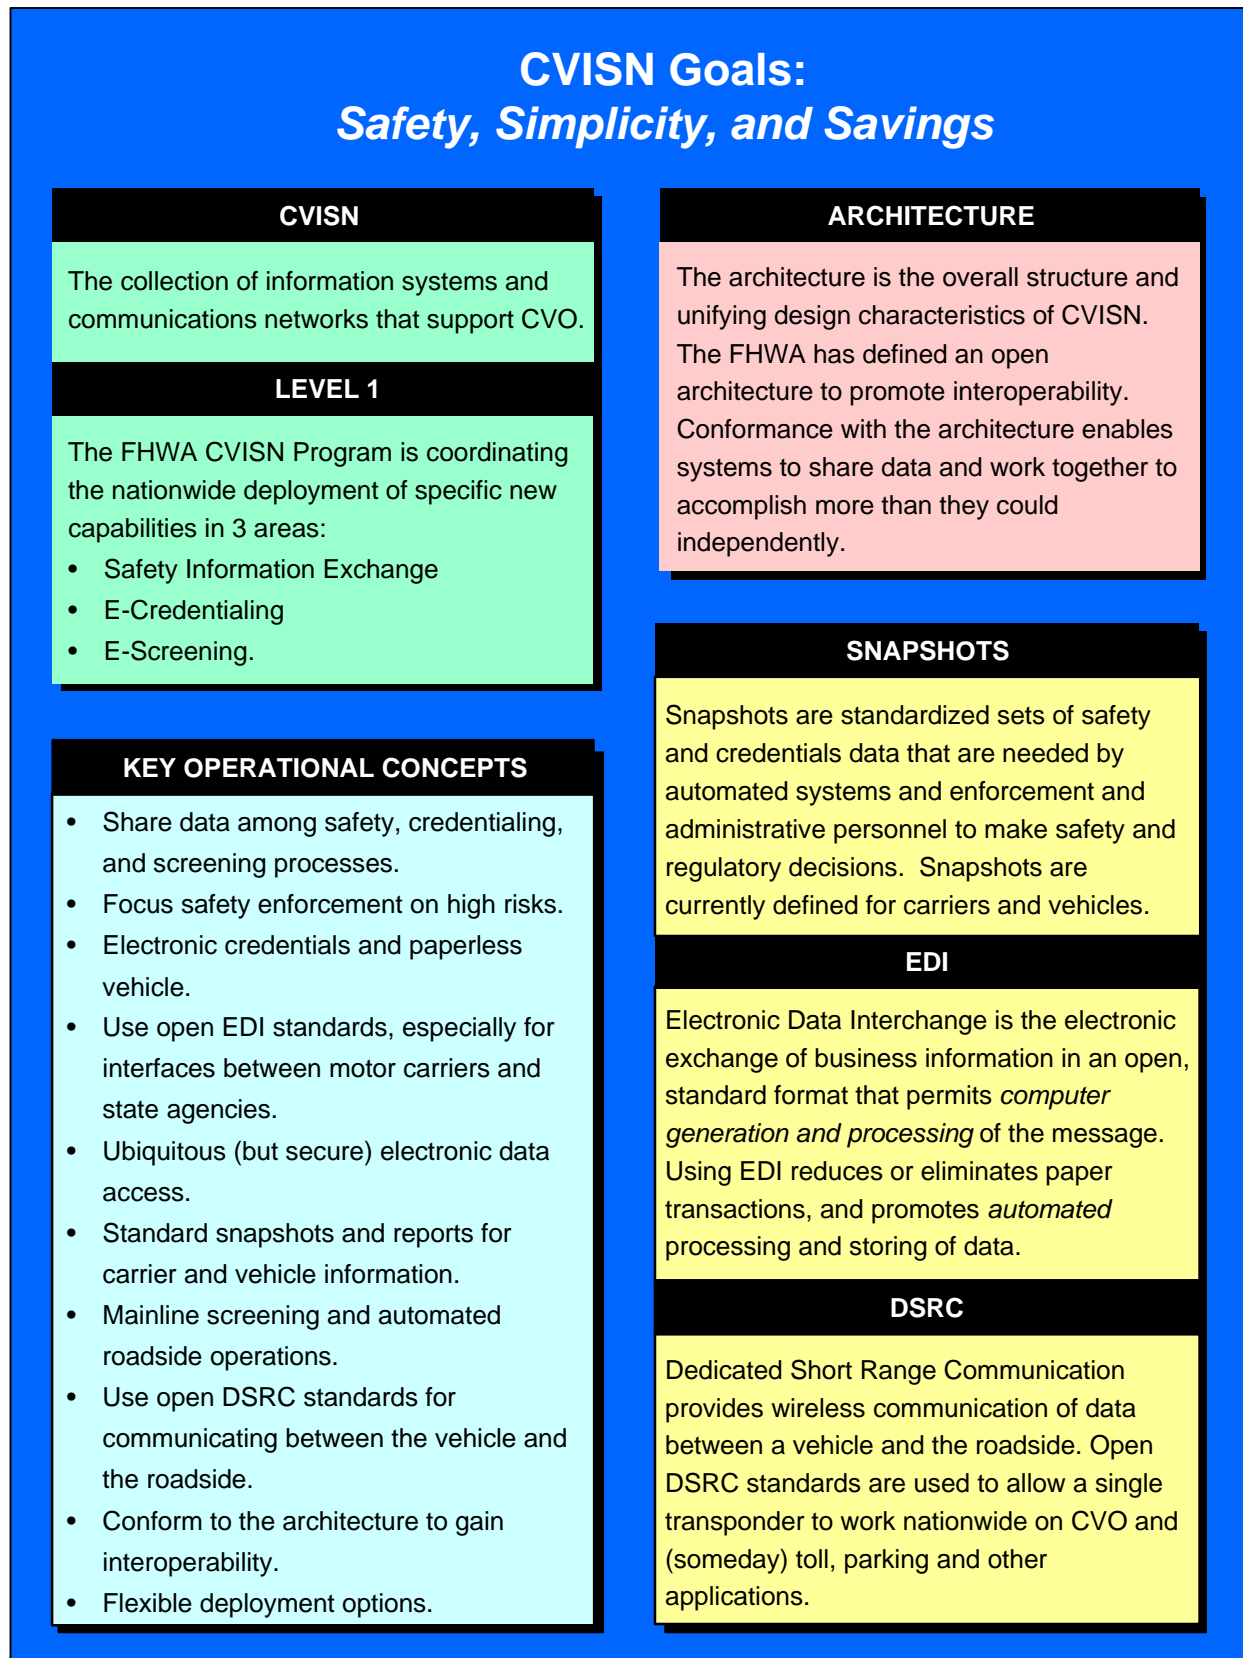 CVISN Goals:
Safety, Simplicity, and Savings
CVISN
The collection of information systems and
communications networks that support CVO.
LEVEL 1
The FHWA CVISN Program is coordinating
the nationwide deployment of specific new
capabilities in 3 areas:
• Safety Information Exchange
• E-Credentialing
• E-Screening.
KEY OPERATIONAL CONCEPTS
• Share data among safety, credentialing,
and screening processes.
• Focus safety enforcement on high risks.
• Electronic credentials and paperless
vehicle.
• Use open EDI standards, especially for
interfaces between motor carriers and
state agencies.
• Ubiquitous (but secure) electronic data
access.
• Standard snapshots and reports for
carrier and vehicle information.
• Mainline screening and automated
roadside operations.
• Use open DSRC standards for
communicating between the vehicle and
the roadside.
• Conform to the architecture to gain
interoperability.
• Flexible deployment options.
ARCHITECTURE
The architecture is the overall structure and
unifying design characteristics of CVISN.
The FHWA has defined an open
architecture to promote interoperability.
Conformance with the architecture enables
systems to share data and work together to
accomplish more than they could
independently.
SNAPSHOTS
Snapshots are standardized sets of safety
and credentials data that are needed by
automated systems and enforcement and
administrative personnel to make safety and
regulatory decisions.  Snapshots are
currently defined for carriers and vehicles.
EDI
Electronic Data Interchange is the electronic
exchange of business information in an open,
standard format that permits computer
generation and processing of the message.
Using EDI reduces or eliminates paper
transactions, and promotes automated
processing and storing of data.
DSRC
Dedicated Short Range Communication
provides wireless communication of data
between a vehicle and the roadside. Open
DSRC standards are used to allow a single
transponder to work nationwide on CVO and
(someday) toll, parking and other
applications.